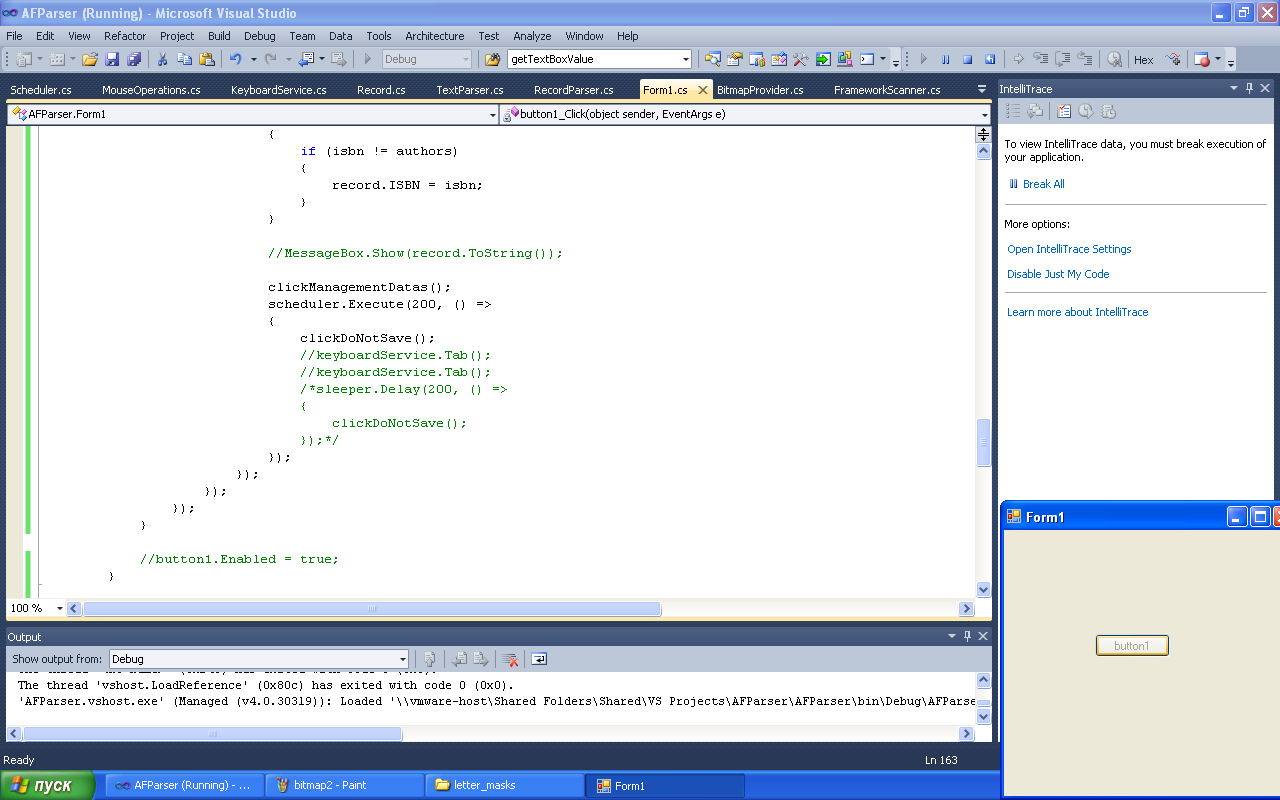 AFParser (Running) - Microsoft Visual Studio
File Edit View Refactor Project Build Debug Team Data Tools Architecture Test Analyze Window Help
Debug getTextBoxValue Hex
Scheduler.cs MouseOperations.cs KeyboardService.cs Record.cs TextParser.cs RecordParser.cs Form1.cs BitmapProvider.cs FrameworkScanner.cs
AFParser.Form1 button1_Click(object sender, EventArgs e)
{
if (isbn != authors)
{
record.ISBN = isbn;
}
}
//MessageBox.Show(record.ToString());
clickManagementDatas();
scheduler.Execute(200, () =>
{
clickDoNotSave();
//keyboardService.Tab();
//keyboardService.Tab();
/*sleeper.Delay(200, () =>
{
clickDoNotSave();
});*/
});
});
});
});
}
//button1.Enabled = true;
}
100 %
IntelliTrace
To view IntelliTrace data, you must break execution of
your application.
Break All
More options:
Open IntelliTrace Settings
Disable Just My Code
Learn more about IntelliTrace
Form1
button1
Output
Show output from: Debug
The thread 'vshost.LoadReference' (0x80c) has exited with code 0 (0x0).
'AFParser.vshost.exe' (Managed (v4.0.30319)): Loaded '\\vmware-host\Shared Folders\Shared\VS Projects\AFParser\AFParser\bin\Debug\AFParse
Ready Ln 163
пуск AFParser (Running) - ... bitmap2 - Paint letter_masks Form1